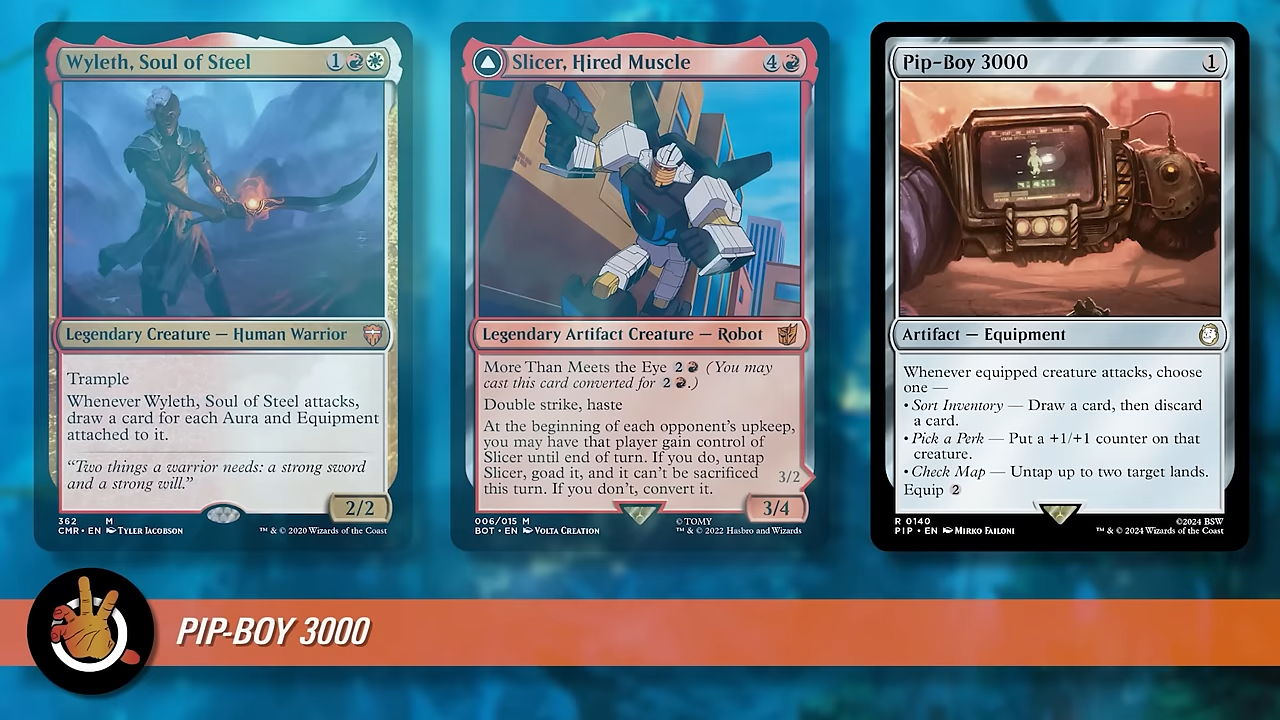 Wyleth, Soul of Steel 1
Legendary Creature — Human Warrior
Trample
Whenever Wyleth, Soul of Steel attacks,
draw a card for each Aura and Equipment
attached to it.
“Two things a warrior needs: a strong sword
and a strong will.”
2/2
362 M
CMR • EN Tyler Jacobson
™ & © 2020 Wizards of the Coast
Slicer, Hired Muscle 4
Legendary Artifact Creature — Robot
More Than Meets the Eye 2 (You may
cast this card converted for 2 .)
Double strike, haste
At the beginning of each opponent's upkeep,
you may have that player gain control of
Slicer until end of turn. If you do, untap
Slicer, goad it, and it can't be sacrificed
this turn. If you don't, convert it.
3/2
3/4
006/015 M
BOT • EN Volta Creation
© TOMY
™ & © 2022 Hasbro and Wizards
Pip-Boy 3000 1
Artifact — Equipment
Whenever equipped creature attacks, choose
one —
• Sort Inventory — Draw a card, then discard
a card.
• Pick a Perk — Put a +1/+1 counter on that
creature.
• Check Map — Untap up to two target lands.
Equip 2
R 0140
PIP • EN Mirko Failoni
©2024 BSW
™ & © 2024 Wizards of the Coast
PIP-BOY 3000